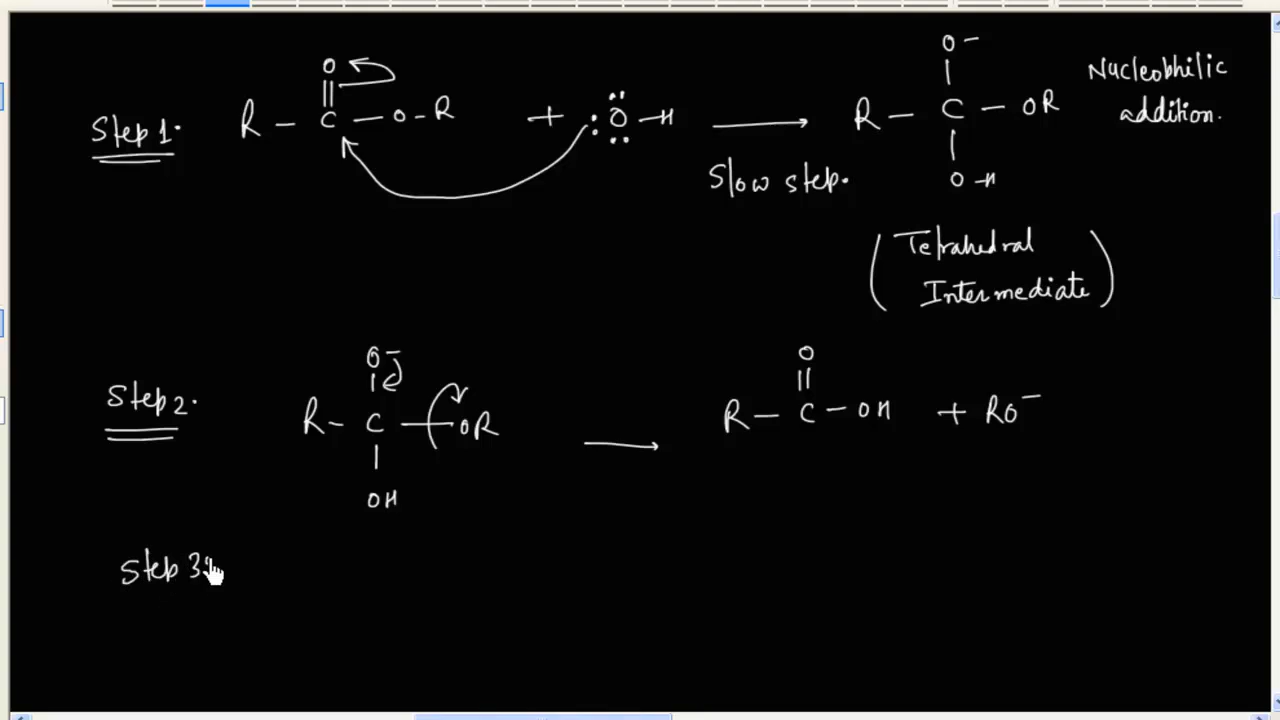 Step 1.
O
R - C - O - R + :O - H
O -
R - C - OR
O - H
Nucleophilic
addition.
Slow step.
(Tetrahedral
Intermediate)
Step 2.
O -
R - C - OR
OH
O
R - C - OH + RO -
Step 3: